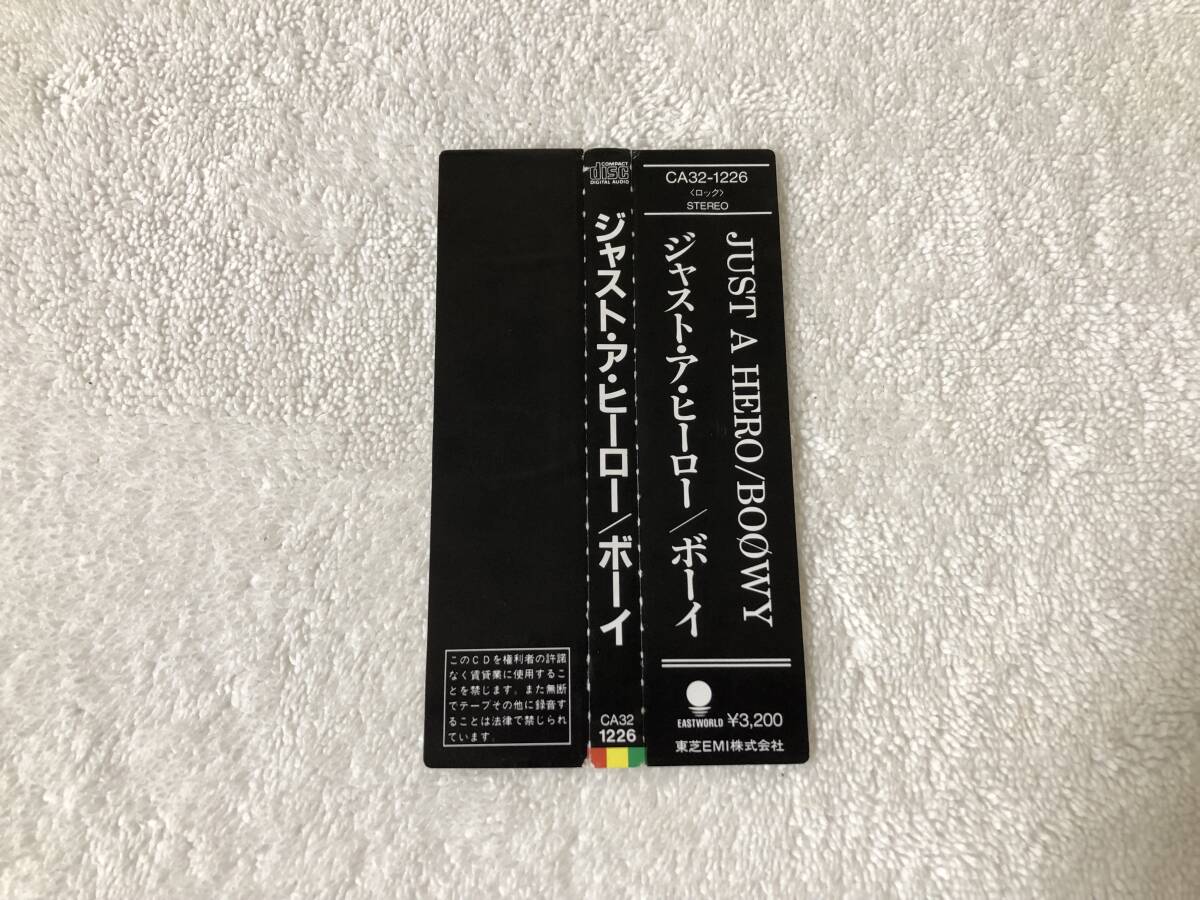 このCDを権利者の許諾
なく賃貸業に使用するこ
とを禁じます。また無断
でテープその他に録音す
ることは法律で禁じられ
ています。
COMPACT
disc
DIGITAL AUDIO
ジャスト・ア・ヒーロー/ボーイ
CA32
1226
CA32-1226
〈ロック〉
STEREO
JUST A HERO/BOØWY
ジャスト・ア・ヒーロー/ボーイ
EASTWORLD ¥3,200
東芝EMI株式会社